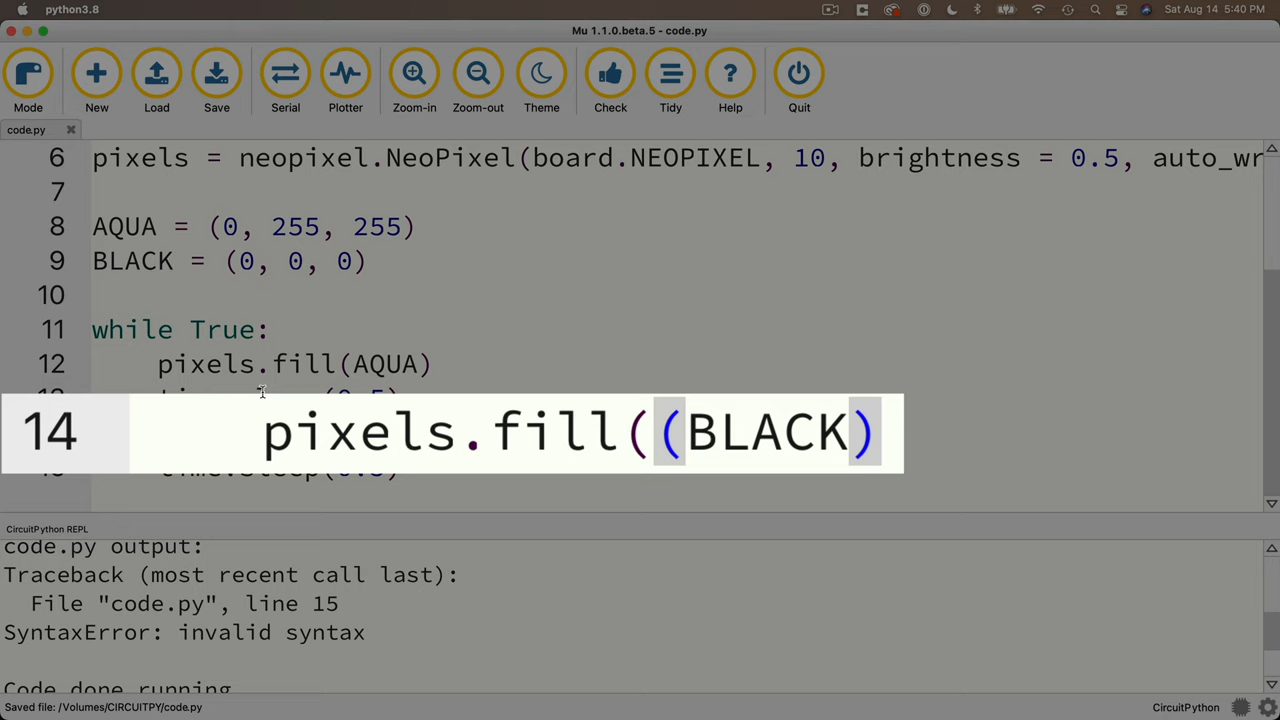 python3.8
Sat Aug 14 5:40 PM
Mu 1.1.0.beta.5 - code.py
Mode New Load Save Serial Plotter Zoom-in Zoom-out Theme Check Tidy Help Quit
code.py
6 pixels = neopixel.NeoPixel(board.NEOPIXEL, 10, brightness = 0.5, auto_wr
7
8 AQUA = (0, 255, 255)
9 BLACK = (0, 0, 0)
10
11 while True:
12 pixels.fill(AQUA)
14 pixels.fill((BLACK)
time.sleep(0.5)
CircuitPython REPL
code.py output:
Traceback (most recent call last):
File "code.py", line 15
SyntaxError: invalid syntax
Code done running
Saved file: /Volumes/CIRCUITPY/code.py
CircuitPython